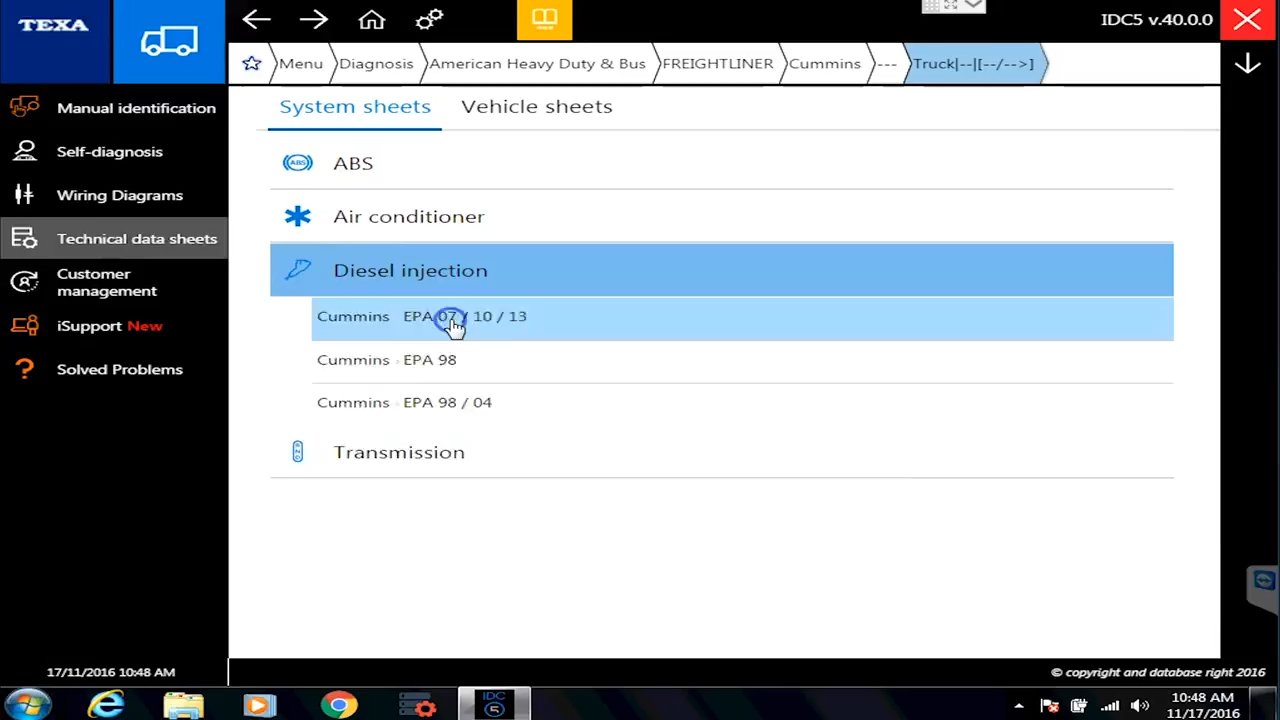 TEXA
IDC5 v.40.0.0
Menu
Diagnosis
American Heavy Duty & Bus
FREIGHTLINER
Cummins
---
Truck|--|[--/-->]
Manual identification
Self-diagnosis
Wiring Diagrams
Technical data sheets
Customer
management
iSupport New
Solved Problems
System sheets
Vehicle sheets
ABS
ABS
Air conditioner
Diesel injection
Cummins EPA 07 / 10 / 13
Cummins - EPA 98
Cummins - EPA 98 / 04
Transmission
17/11/2016 10:48 AM
© copyright and database right 2016
IDC
5
10:48 AM
11/17/2016